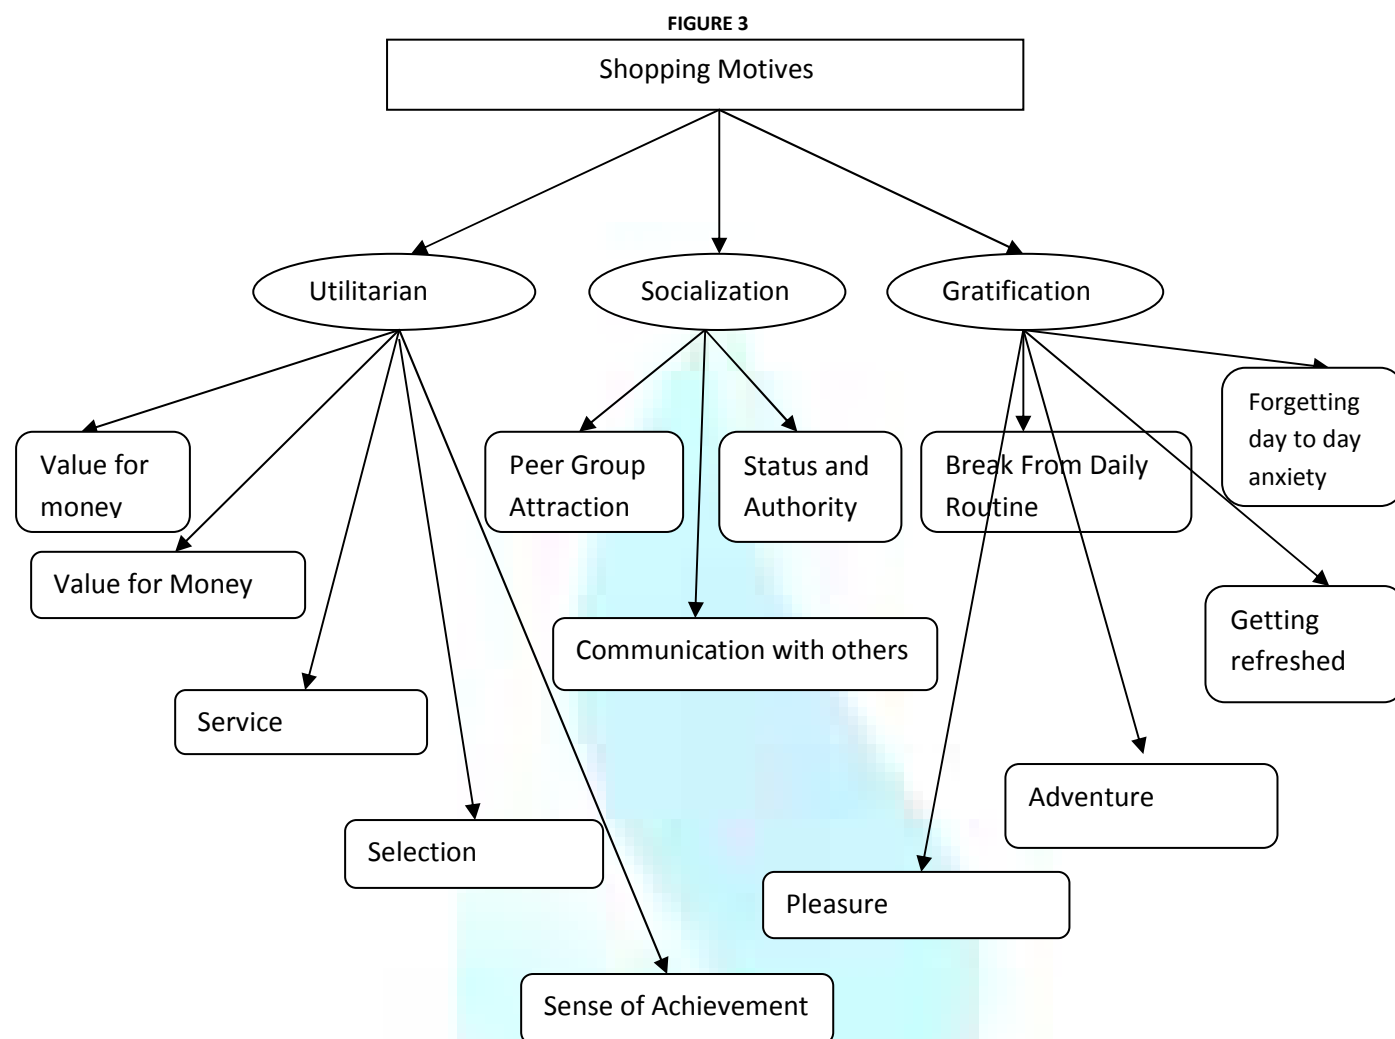 FIGURE 3
Shopping Motives
Utilitarian
Socialization
Gratification
Value for
money
Value for Money
Service
Selection
Sense of Achievement
Peer Group
Attraction
Status and
Authority
Communication with others
Break From Daily
Routine
Forgetting
day to day
anxiety
Getting
refreshed
Adventure
Pleasure